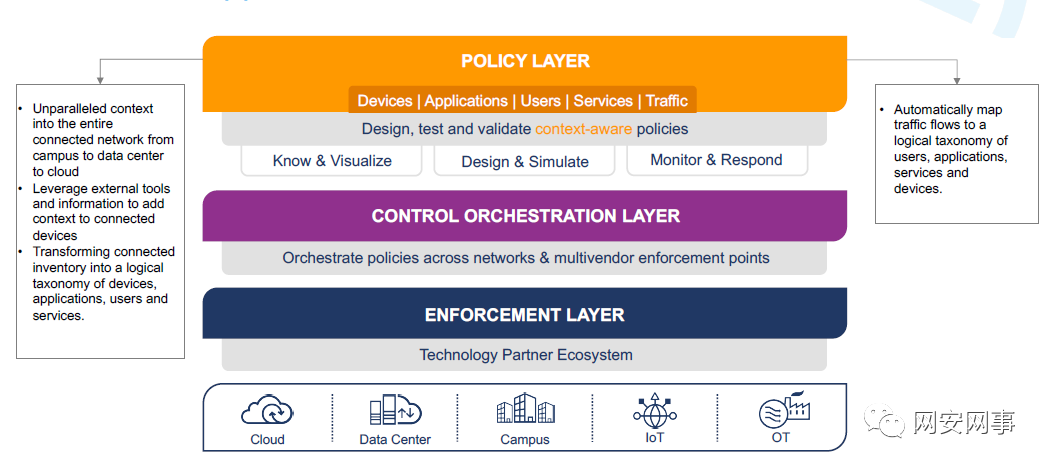 POLICY LAYER
Devices | Applications | Users | Services | Traffic
Design, test and validate context-aware policies
Know & Visualize
Design & Simulate
Monitor & Respond
• Unparalleled context
into the entire
connected network from
campus to data center
to cloud
• Leverage external tools
and information to add
context to connected
devices
• Transforming connected
inventory into a logical
taxonomy of devices,
applications, users and
services.
• Automatically map
traffic flows to a
logical taxonomy of
users, applications,
services and
devices.
CONTROL ORCHESTRATION LAYER
Orchestrate policies across networks & multivendor enforcement points
ENFORCEMENT LAYER
Technology Partner Ecosystem
Cloud
Data Center
Campus
IoT
OT
网安网事